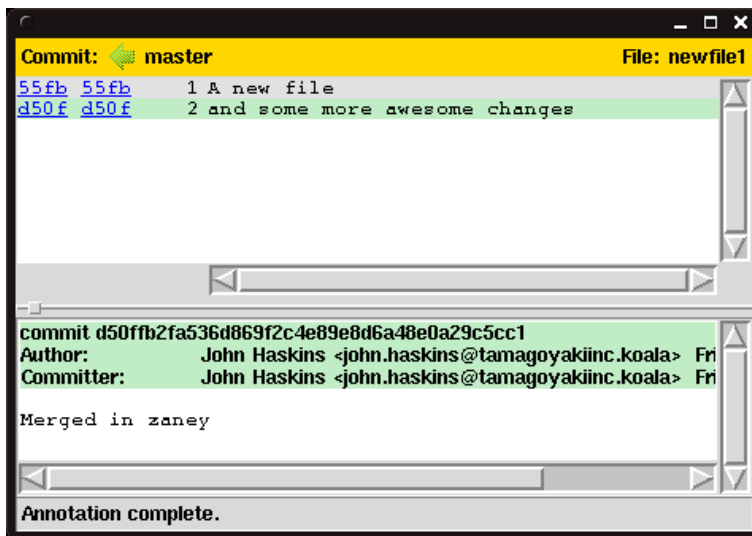 Commit: master File: newfile1
55fb 55fb 1 A new file
d50f d50f 2 and some more awesome changes
commit d50ffb2fa536d869f2c4e89e8d6a48e0a29c5cc1
Author: John Haskins <john.haskins@tamagoyakiinc.koala> Fri
Committer: John Haskins <john.haskins@tamagoyakiinc.koala> Fri
Merged in zaney
Annotation complete.